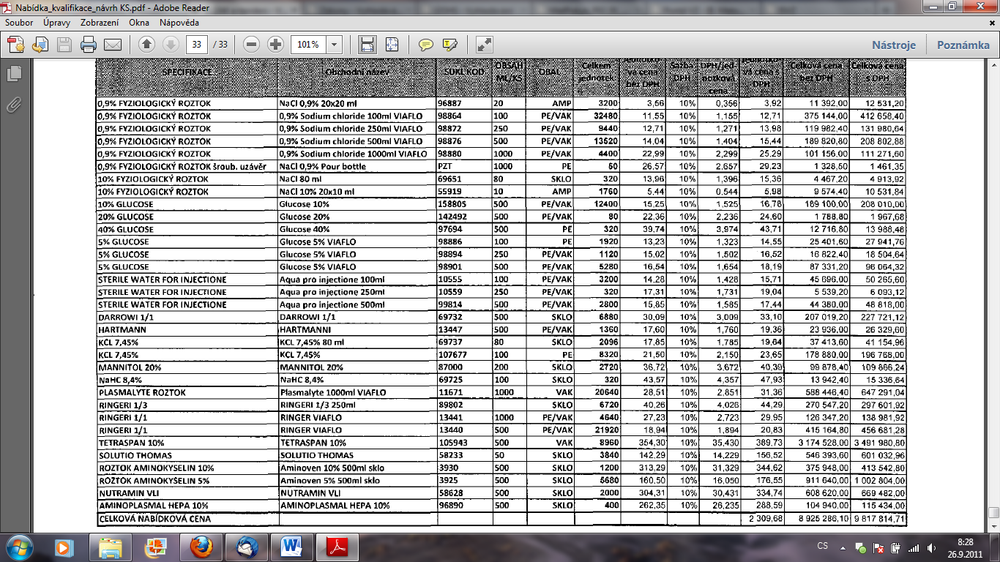 Nabídka_kvalifikace_návrh KS.pdf - Adobe Reader
Soubor Úpravy Zobrazení Okna Nápověda
33 / 33 101% Nástroje Poznámka
SPECIFIKACE Obchodní název SÚKL KÓD OBSAH ML/KS OBAL Celkem jednotek Jednotko-vá cena bez DPH Sazba DPH DPH/jed-notková cena Jednotko-vá cena s DPH Celková cena bez DPH Celková cena s DPH
0,9% FYZIOLOGICKÝ ROZTOK NaCl 0,9% 20x20 ml 96887 20 AMP 3200 3,56 10% 0,356 3,92 11 392,00 12 531,20
0,9% FYZIOLOGICKÝ ROZTOK 0,9% Sodium chloride 100ml VIAFLO 98864 100 PE/VAK 32480 11,55 10% 1,155 12,71 375 144,00 412 658,40
0,9% FYZIOLOGICKÝ ROZTOK 0,9% Sodium chloride 250ml VIAFLO 98872 250 PE/VAK 9440 12,71 10% 1,271 13,98 119 982,40 131 980,64
0,9% FYZIOLOGICKÝ ROZTOK 0,9% Sodium chloride 500ml VIAFLO 98876 500 PE/VAK 13520 14,04 10% 1,404 15,44 189 820,80 208 802,88
0,9% FYZIOLOGICKÝ ROZTOK 0,9% Sodium chloride 1000ml VIAFLO 98880 1000 PE/VAK 4400 22,99 10% 2,299 25,29 101 156,00 111 271,60
0,9% FYZIOLOGICKÝ ROZTOK šroub. uzávěr NaCl 0,9% Pour bottle PZT 1000 PE 50 26,57 10% 2,657 29,23 1 328,50 1 461,35
10% FYZIOLOGICKÝ ROZTOK NaCl 80 ml 69651 80 SKLO 320 13,96 10% 1,396 15,36 4 467,20 4 913,92
10% FYZIOLOGICKÝ ROZTOK NaCl 10% 20x10 ml 55919 10 AMP 1760 5,44 10% 0,544 5,98 9 574,40 10 531,84
10% GLUCOSE Glucose 10% 158805 500 PE/VAK 12400 15,25 10% 1,525 16,78 189 100,00 208 010,00
20% GLUCOSE Glucose 20% 142492 500 PE/VAK 80 22,36 10% 2,236 24,60 1 788,80 1 967,68
40% GLUCOSE Glucose 40% 97694 500 PE 320 39,74 10% 3,974 43,71 12 716,80 13 988,48
5% GLUCOSE Glucose 5% VIAFLO 98886 100 PE 1920 13,23 10% 1,323 14,55 25 401,60 27 941,76
5% GLUCOSE Glucose 5% VIAFLO 98894 250 PE/VAK 1120 15,02 10% 1,502 16,52 16 822,40 18 504,64
5% GLUCOSE Glucose 5% VIAFLO 98901 500 PE/VAK 5280 16,54 10% 1,654 18,19 87 331,20 96 064,32
STERILE WATER FOR INJECTIONE Aqua pro injectione 100ml 10555 100 PE/VAK 3200 14,28 10% 1,428 15,71 45 696,00 50 265,60
STERILE WATER FOR INJECTIONE Aqua pro injectione 250ml 10559 250 PE/VAK 320 17,31 10% 1,731 19,04 5 539,20 6 093,12
STERILE WATER FOR INJECTIONE Aqua pro injectione 500ml 99814 500 PE/VAK 2800 15,85 10% 1,585 17,44 44 380,00 48 818,00
DARROWI 1/1 DARROWI 1/1 69732 500 SKLO 6880 30,09 10% 3,009 33,10 207 019,20 227 721,12
HARTMANN HARTMANNI 13447 500 PE/VAK 1360 17,60 10% 1,760 19,36 23 936,00 26 329,60
KCL 7,45% KCL 7,45% 80 ml 69737 80 SKLO 2096 17,85 10% 1,785 19,64 37 413,60 41 154,96
KCL 7,45% KCL 7,45% 107677 100 PE 8320 21,50 10% 2,150 23,65 178 880,00 196 768,00
MANNITOL 20% MANNITOL 20% 87000 200 SKLO 2720 36,72 10% 3,672 40,39 99 878,40 109 866,24
NaHC 8,4% NaHC 8,4% 69725 100 SKLO 320 43,57 10% 4,357 47,93 13 942,40 15 336,64
PLASMALYTE ROZTOK Plasmalyte 1000ml VIAFLO 11671 1000 VAK 20640 28,51 10% 2,851 31,36 588 446,40 647 291,04
RINGERI 1/3 RINGERI 1/3 250ml 89802 SKLO 6720 40,26 10% 4,026 44,29 270 547,20 297 601,92
RINGERI 1/1 RINGER VIAFLO 13441 1000 PE/VAK 4640 27,23 10% 2,723 29,95 126 347,20 138 981,92
RINGERI 1/1 RINGER VIAFLO 13440 500 PE/VAK 21920 18,94 10% 1,894 20,83 415 164,80 456 681,28
TETRASPAN 10% TETRASPAN 10% 105943 500 VAK 8960 354,30 10% 35,430 389,73 3 174 528,00 3 491 980,80
SOLUTIO THOMAS SOLUTIO THOMAS 58233 50 SKLO 3840 142,29 10% 14,229 156,52 546 393,60 601 032,96
ROZTOK AMINOKYSELIN 10% Aminoven 10% 500ml sklo 3930 500 SKLO 1200 313,29 10% 31,329 344,62 375 948,00 413 542,80
ROZTOK AMINOKYSELIN 5% Aminoven 5% 500ml sklo 3925 500 SKLO 5680 160,50 10% 16,050 176,55 911 640,00 1 002 804,00
NUTRAMIN VLI NUTRAMIN VLI 58628 500 SKLO 2000 304,31 10% 30,431 334,74 608 620,00 669 482,00
AMINOPLASMAL HEPA 10% AMINOPLASMAL HEPA 10% 96890 500 SKLO 400 262,35 10% 26,235 288,59 104 940,00 115 434,00
CELKOVÁ NABÍDKOVÁ CENA 2 309,68 8 925 286,10 9 817 814,71
CS 8:28
26.9.2011